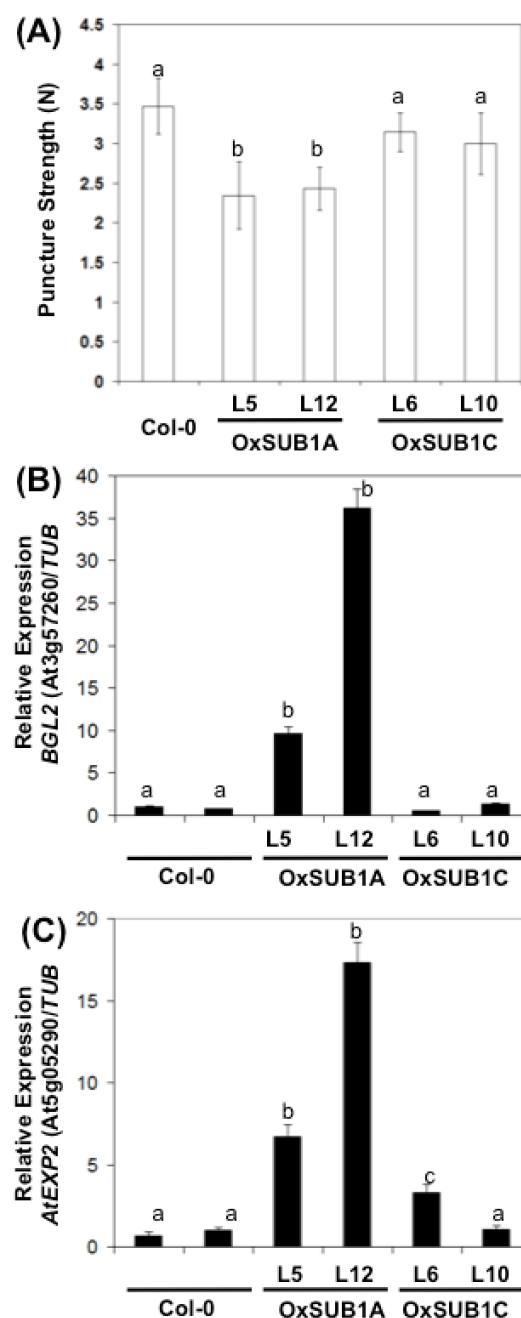 (A)
Puncture Strength (N)
4.5
4
3.5
3
2.5
2
1.5
1
0.5
0
a
b
b
a
a
L5 L12 L6 L10
Col-0 OxSUB1A OxSUB1C
(B)
Relative Expression
BGL2 (At3g57260/TUB
40
35
30
25
20
15
10
5
0
a
a
b
b
a
a
L5 L12 L6 L10
Col-0 OxSUB1A OxSUB1C
(C)
Relative Expression
AtEXP2 (At5g05290/TUB
20
15
10
5
0
a
a
b
b
c
a
L5 L12 L6 L10
Col-0 OxSUB1A OxSUB1C